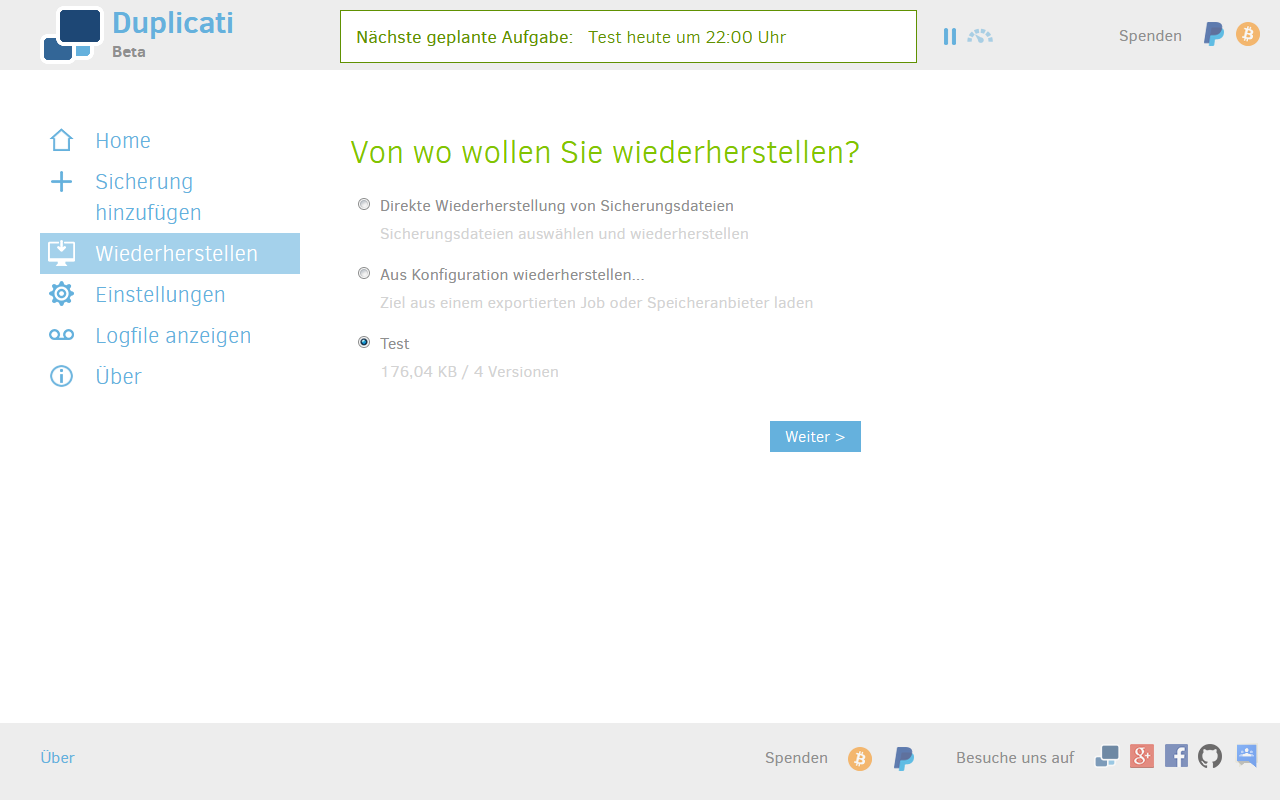 Duplicati
Beta
Nächste geplante Aufgabe: Test heute um 22:00 Uhr
Spenden
Home
Sicherung
hinzufügen
Wiederherstellen
Einstellungen
Logfile anzeigen
Über
Von wo wollen Sie wiederherstellen?
Direkte Wiederherstellung von Sicherungsdateien
Sicherungsdateien auswählen und wiederherstellen
Aus Konfiguration wiederherstellen...
Ziel aus einem exportierten Job oder Speicheranbieter laden
Test
176,04 KB / 4 Versionen
Weiter >
Über
Spenden
Besuche uns auf